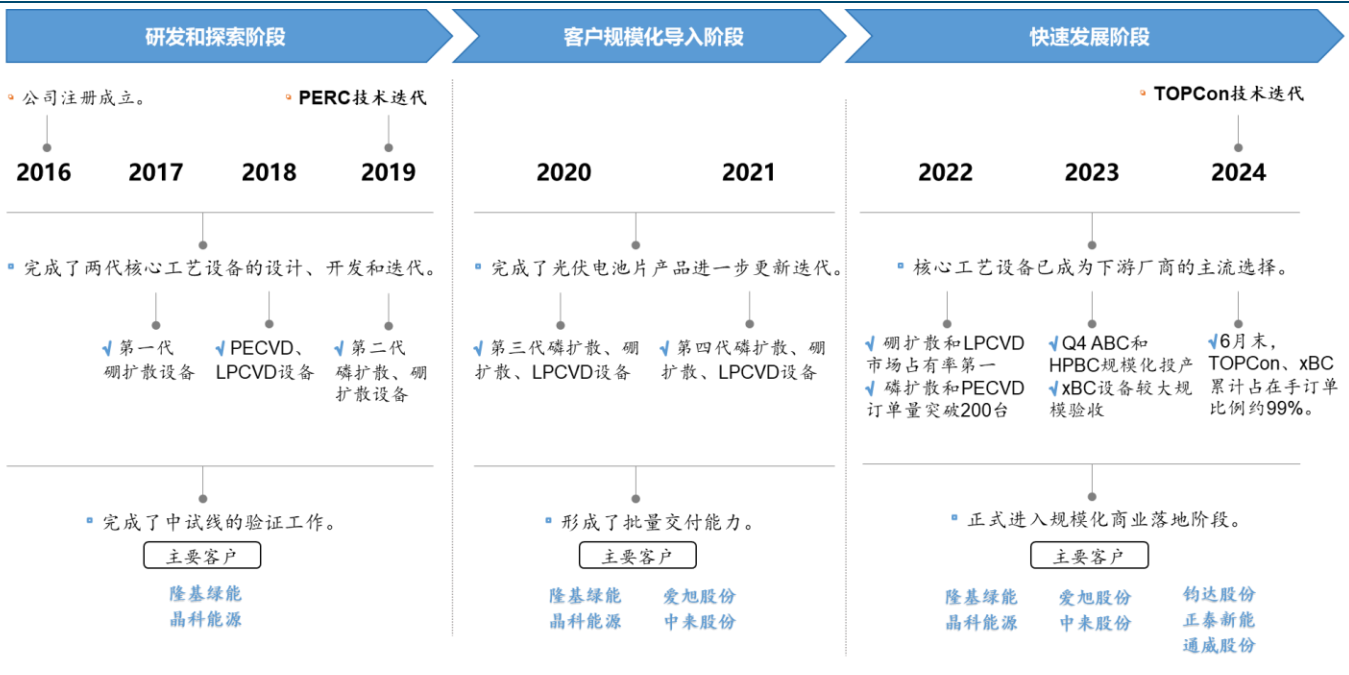 研发和探索阶段
客户规模化导入阶段
快速发展阶段
公司注册成立。
PERC技术迭代
TOPCon技术迭代
2016
2017
2018
2019
2020
2021
2022
2023
2024
完成了两代核心工艺设备的设计、开发和迭代。
完成了光伏电池片产品进一步更新迭代。
核心工艺设备已成为下游厂商的主流选择。
√ 第一代
硼扩散设备
√ PECVD、
LPCVD设备
√ 第二代
磷扩散、硼
扩散设备
√ 第三代磷扩散、硼
扩散、LPCVD设备
√ 第四代磷扩散、硼
扩散、LPCVD设备
√ 硼扩散和LPCVD
市场占有率第一
√ 磷扩散和PECVD
订单量突破200台
√Q4 ABC和
HPBC规模化投产
√xBC设备较大规
模验收
√6月末，
TOPCon、xBC
累计占在手订单
比例约99%。
完成了中试线的验证工作。
形成了批量交付能力。
正式进入规模化商业落地阶段。
主要客户
主要客户
主要客户
隆基绿能
晶科能源
隆基绿能
晶科能源
爱旭股份
中来股份
隆基绿能
晶科能源
爱旭股份
中来股份
钧达股份
正泰新能
通威股份